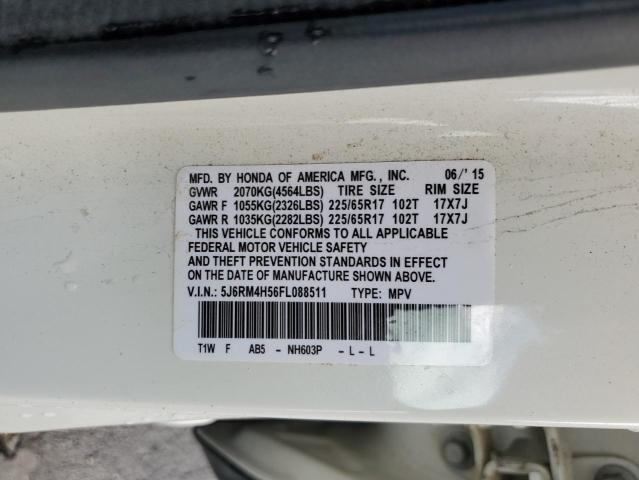 MFD. BY HONDA OF AMERICA MFG., INC. 06/'15
GVWR 2070KG(4564LBS) TIRE SIZE RIM SIZE
GAWR F 1055KG(2326LBS) 225/65R17 102T 17X7J
GAWR R 1035KG(2282LBS) 225/65R17 102T 17X7J
THIS VEHICLE CONFORMS TO ALL APPLICABLE
FEDERAL MOTOR VEHICLE SAFETY
AND THEFT PREVENTION STANDARDS IN EFFECT
ON THE DATE OF MANUFACTURE SHOWN ABOVE.
V.I.N.: 5J6RM4H56FL088511 TYPE: MPV
T1W F AB5 - NH603P - L - L